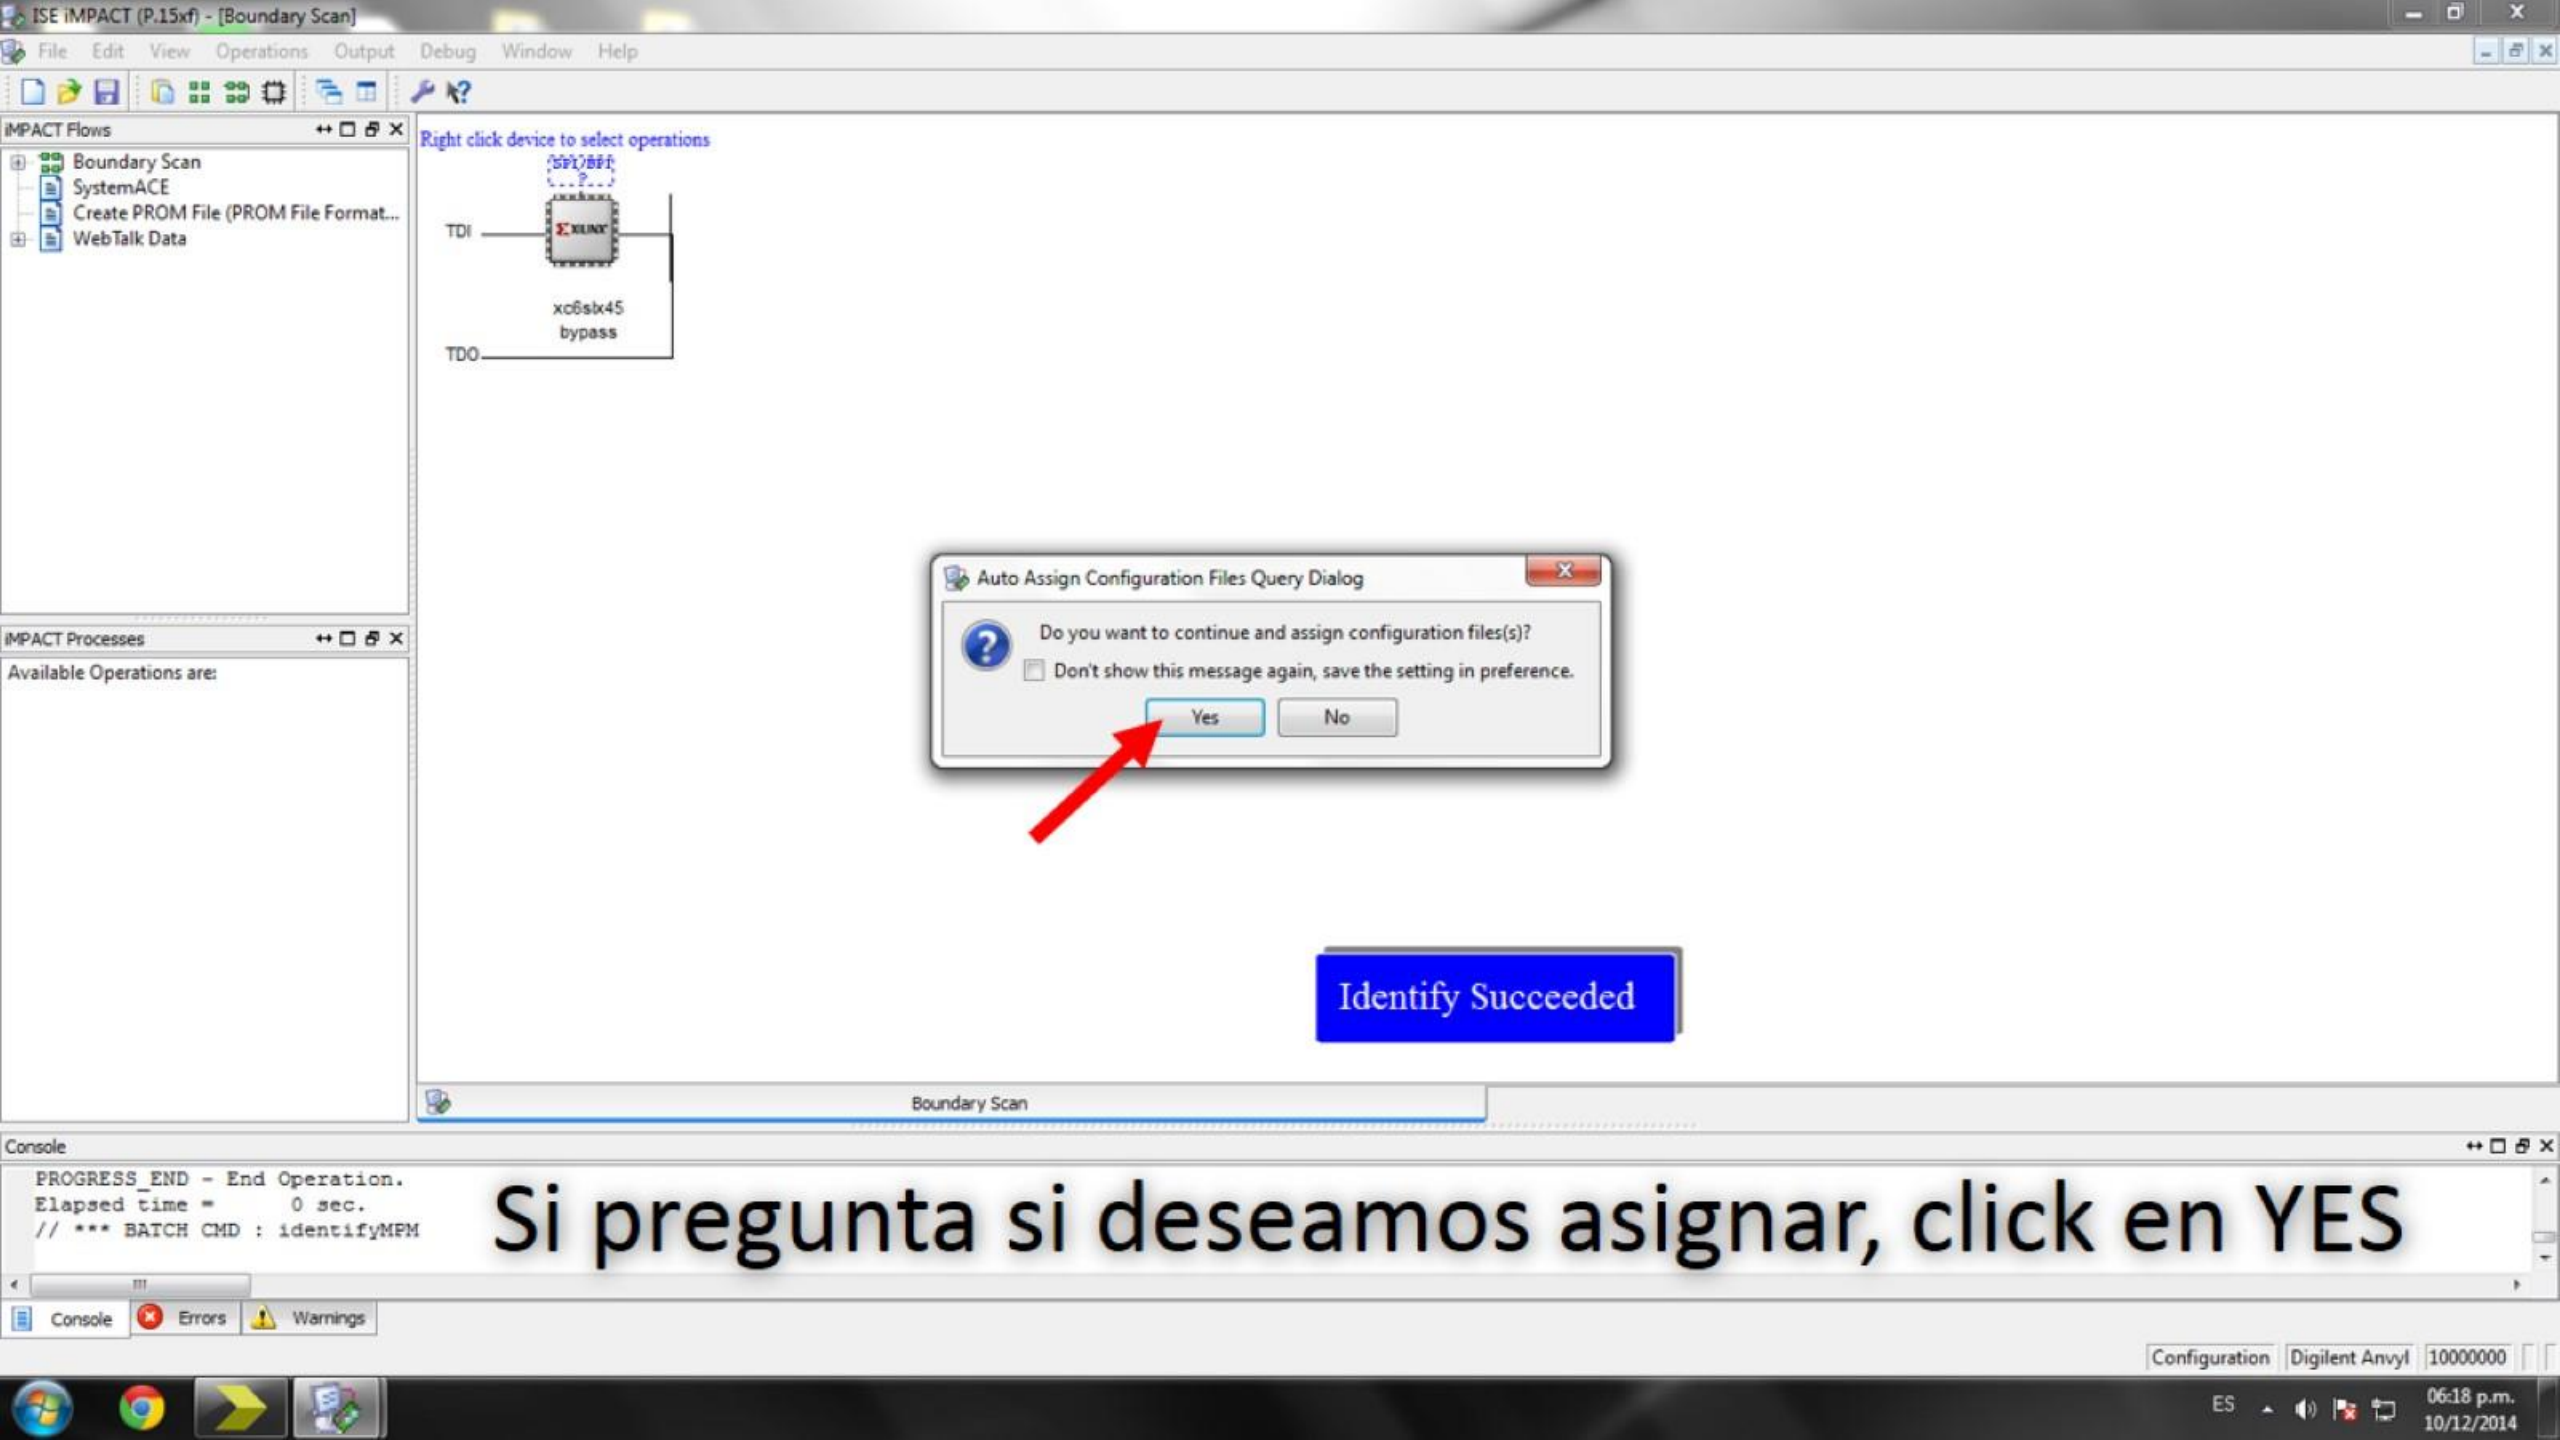 ISE iMPACT (P.15xf) - [Boundary Scan]
File Edit View Operations Output Debug Window Help
iMPACT Flows
Boundary Scan
SystemACE
Create PROM File (PROM File Format...
WebTalk Data
Right click device to select operations
SPI/BPI
?
TDI
XILINX
xc6slx45
bypass
TDO
iMPACT Processes
Available Operations are:
Auto Assign Configuration Files Query Dialog
Do you want to continue and assign configuration files(s)?
Don't show this message again, save the setting in preference.
Yes No
Identify Succeeded
Boundary Scan
Console
PROGRESS_END - End Operation.
Elapsed time = 0 sec.
// *** BATCH CMD : identifyMPM
Si pregunta si deseamos asignar, click en YES
Console Errors Warnings
Configuration Digilent Anvyl 10000000
ES
06:18 p.m.
10/12/2014